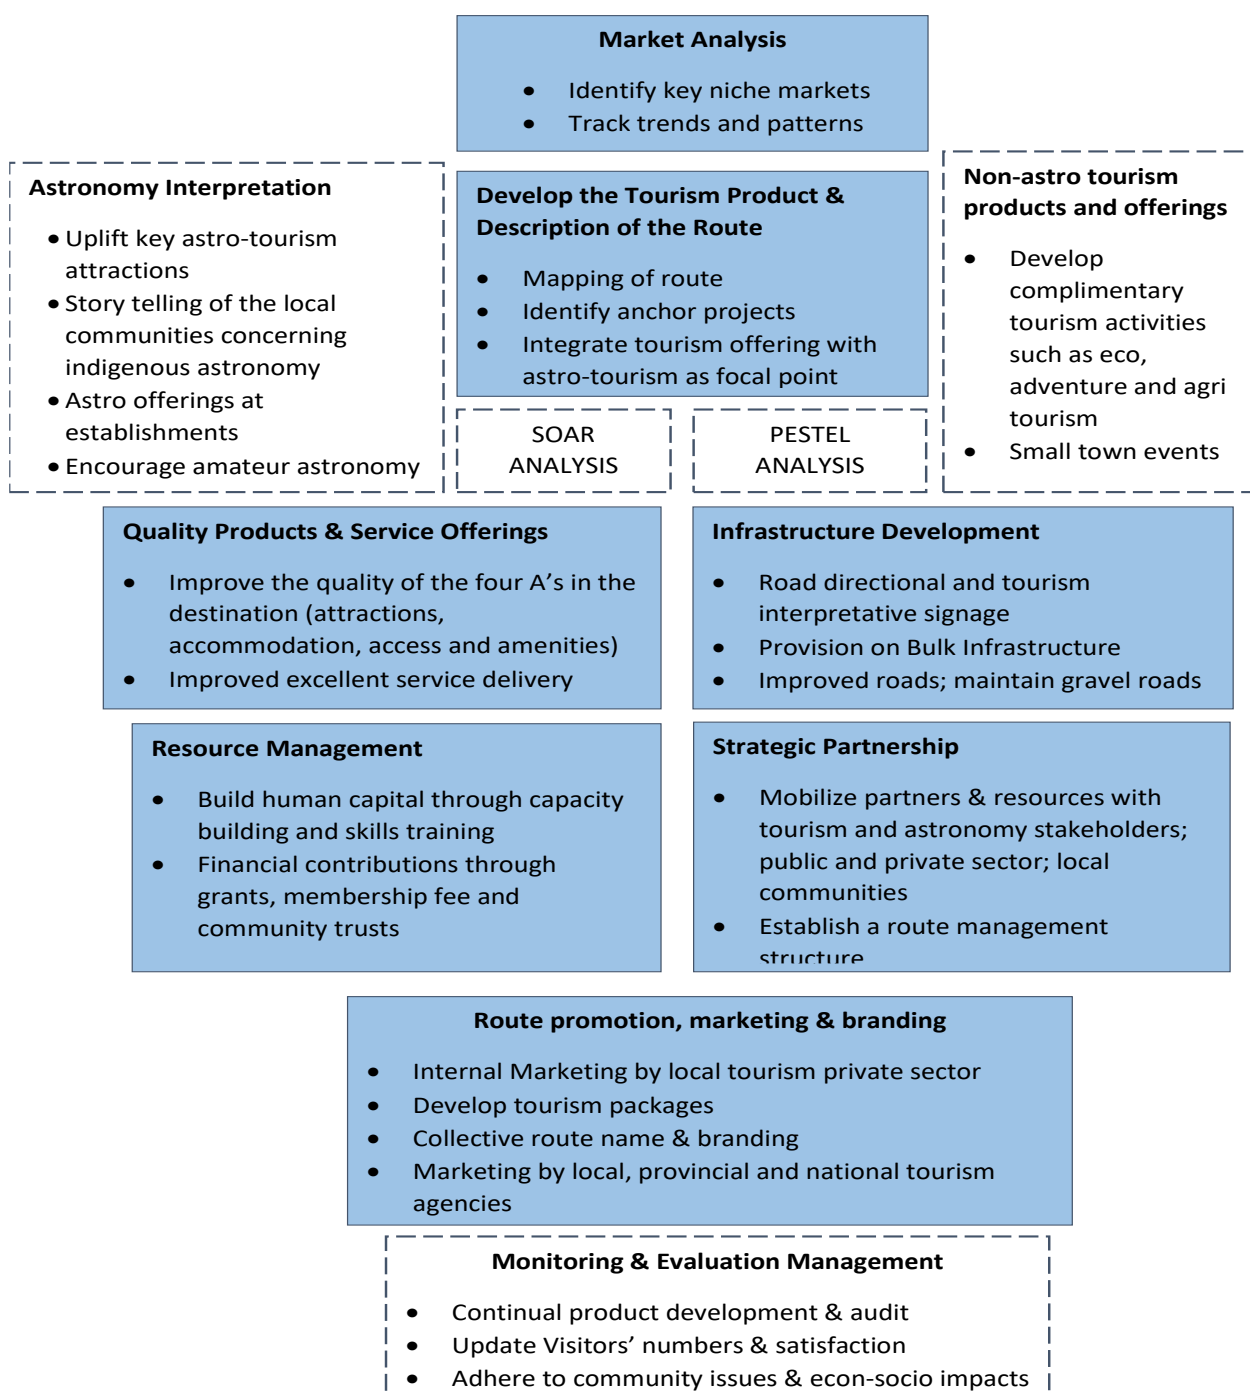 Market Analysis
• Identify key niche markets
• Track trends and patterns
Astronomy Interpretation
• Uplift key astro-tourism
attractions
• Story telling of the local
communities concerning
indigenous astronomy
• Astro offerings at
establishments
• Encourage amateur astronomy
Develop the Tourism Product &
Description of the Route
• Mapping of route
• Identify anchor projects
• Integrate tourism offering with
astro-tourism as focal point
Non-astro tourism
products and offerings
• Develop
complimentary
tourism activities
such as eco,
adventure and agri
tourism
• Small town events
SOAR
ANALYSIS
PESTEL
ANALYSIS
Quality Products & Service Offerings
• Improve the quality of the four A’s in the
destination (attractions,
accommodation, access and amenities)
• Improved excellent service delivery
Infrastructure Development
• Road directional and tourism
interpretative signage
• Provision on Bulk Infrastructure
• Improved roads; maintain gravel roads
Resource Management
• Build human capital through capacity
building and skills training
• Financial contributions through
grants, membership fee and
community trusts
Strategic Partnership
• Mobilize partners & resources with
tourism and astronomy stakeholders;
public and private sector; local
communities
• Establish a route management
structure
Route promotion, marketing & branding
• Internal Marketing by local tourism private sector
• Develop tourism packages
• Collective route name & branding
• Marketing by local, provincial and national tourism
agencies
Monitoring & Evaluation Management
• Continual product development & audit
• Update Visitors’ numbers & satisfaction
• Adhere to community issues & econ-socio impacts